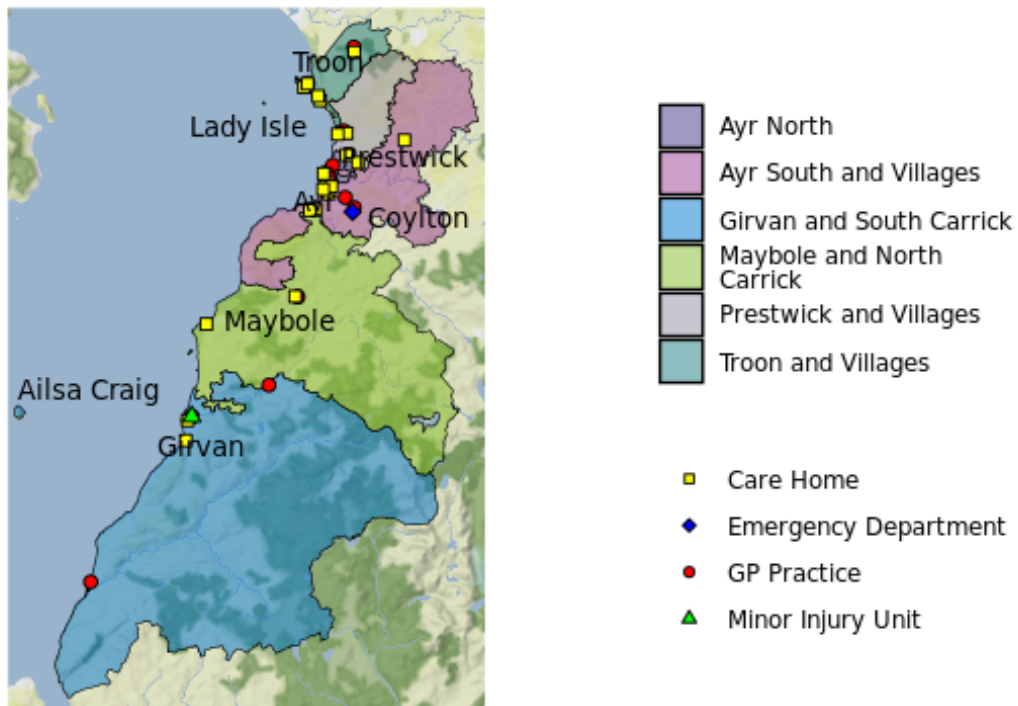 Troon
Lady Isle
Prestwick
Ayr
Coylton
Maybole
Ailsa Craig
Girvan
Ayr North
Ayr South and Villages
Girvan and South Carrick
Maybole and North
Carrick
Prestwick and Villages
Troon and Villages
Care Home
Emergency Department
GP Practice
Minor Injury Unit